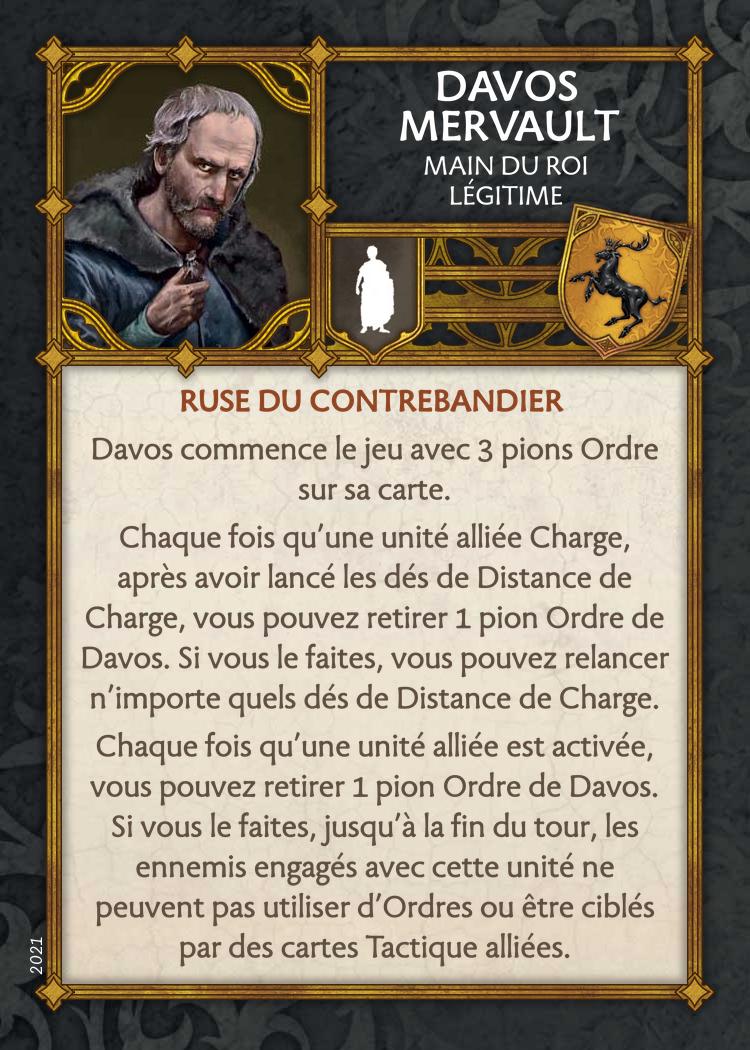 DAVOS
MERVAULT
MAIN DU ROI
LÉGITIME
RUSE DU CONTREBANDIER
Davos commence le jeu avec 3 pions Ordre
sur sa carte.
Chaque fois qu’une unité alliée Charge,
après avoir lancé les dés de Distance de
Charge, vous pouvez retirer 1 pion Ordre de
Davos. Si vous le faites, vous pouvez relancer
n’importe quels dés de Distance de Charge.
Chaque fois qu’une unité alliée est activée,
vous pouvez retirer 1 pion Ordre de Davos.
Si vous le faites, jusqu’à la fin du tour, les
ennemis engagés avec cette unité ne
peuvent pas utiliser d’Ordres ou être ciblés
par des cartes Tactique alliées.
2021